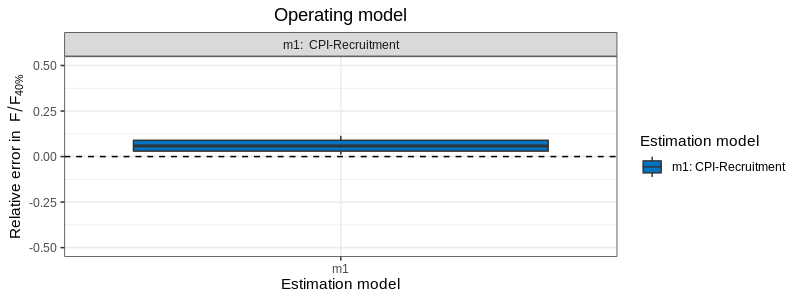 Operating model
m1: CPI-Recruitment
Relative error in F/F40%
0.50
0.25
0.00
-0.25
-0.50
m1
Estimation model
Estimation model
m1: CPI-Recruitment